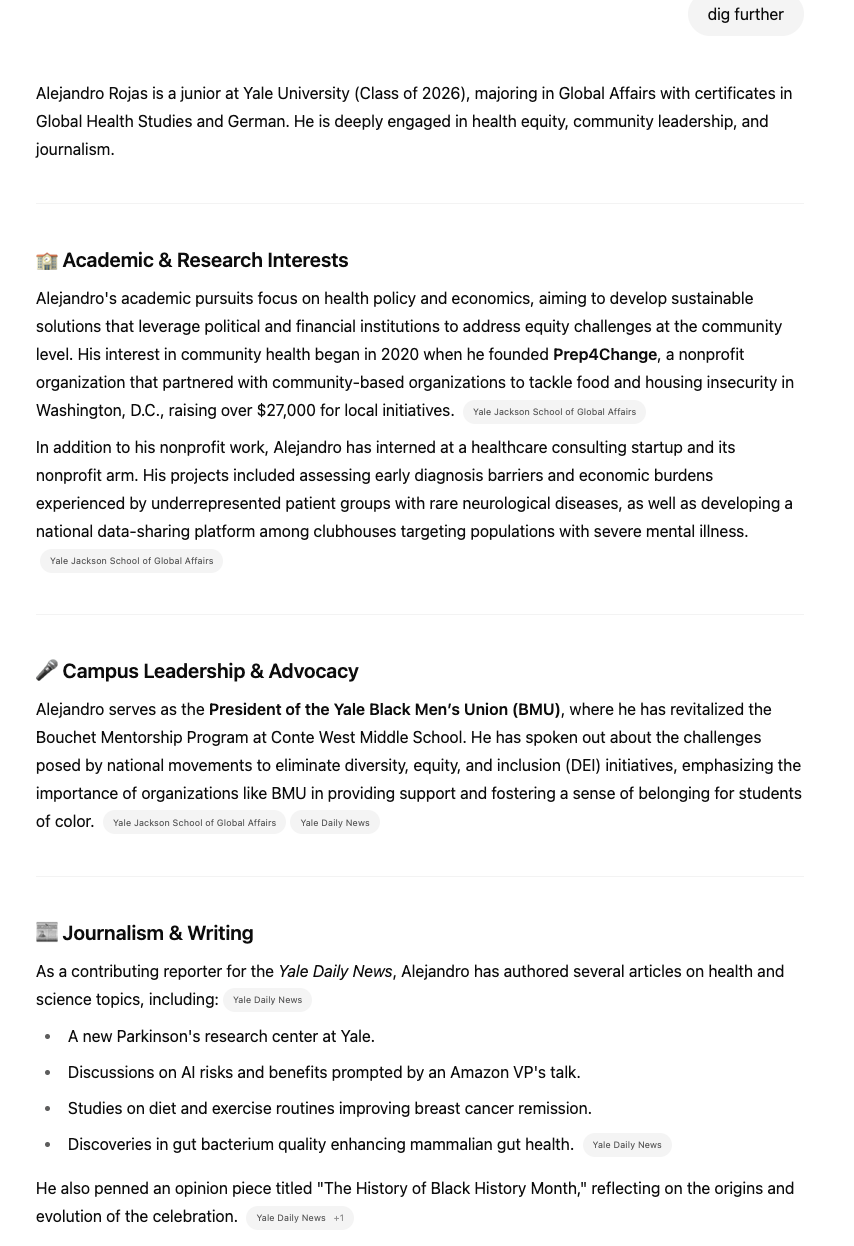 dig further
Alejandro Rojas is a junior at Yale University (Class of 2026), majoring in Global Affairs with certificates in
Global Health Studies and German. He is deeply engaged in health equity, community leadership, and
journalism.
Academic & Research Interests
Alejandro's academic pursuits focus on health policy and economics, aiming to develop sustainable
solutions that leverage political and financial institutions to address equity challenges at the community
level. His interest in community health began in 2020 when he founded Prep4Change, a nonprofit
organization that partnered with community-based organizations to tackle food and housing insecurity in
Washington, D.C., raising over $27,000 for local initiatives. Yale Jackson School of Global Affairs
In addition to his nonprofit work, Alejandro has interned at a healthcare consulting startup and its
nonprofit arm. His projects included assessing early diagnosis barriers and economic burdens
experienced by underrepresented patient groups with rare neurological diseases, as well as developing a
national data-sharing platform among clubhouses targeting populations with severe mental illness.
Yale Jackson School of Global Affairs
Campus Leadership & Advocacy
Alejandro serves as the President of the Yale Black Men’s Union (BMU), where he has revitalized the
Bouchet Mentorship Program at Conte West Middle School. He has spoken out about the challenges
posed by national movements to eliminate diversity, equity, and inclusion (DEI) initiatives, emphasizing the
importance of organizations like BMU in providing support and fostering a sense of belonging for students
of color. Yale Jackson School of Global Affairs Yale Daily News
Journalism & Writing
As a contributing reporter for the Yale Daily News, Alejandro has authored several articles on health and
science topics, including: Yale Daily News
• A new Parkinson's research center at Yale.
• Discussions on AI risks and benefits prompted by an Amazon VP's talk.
• Studies on diet and exercise routines improving breast cancer remission.
• Discoveries in gut bacterium quality enhancing mammalian gut health. Yale Daily News
He also penned an opinion piece titled "The History of Black History Month," reflecting on the origins and
evolution of the celebration. Yale Daily News +1